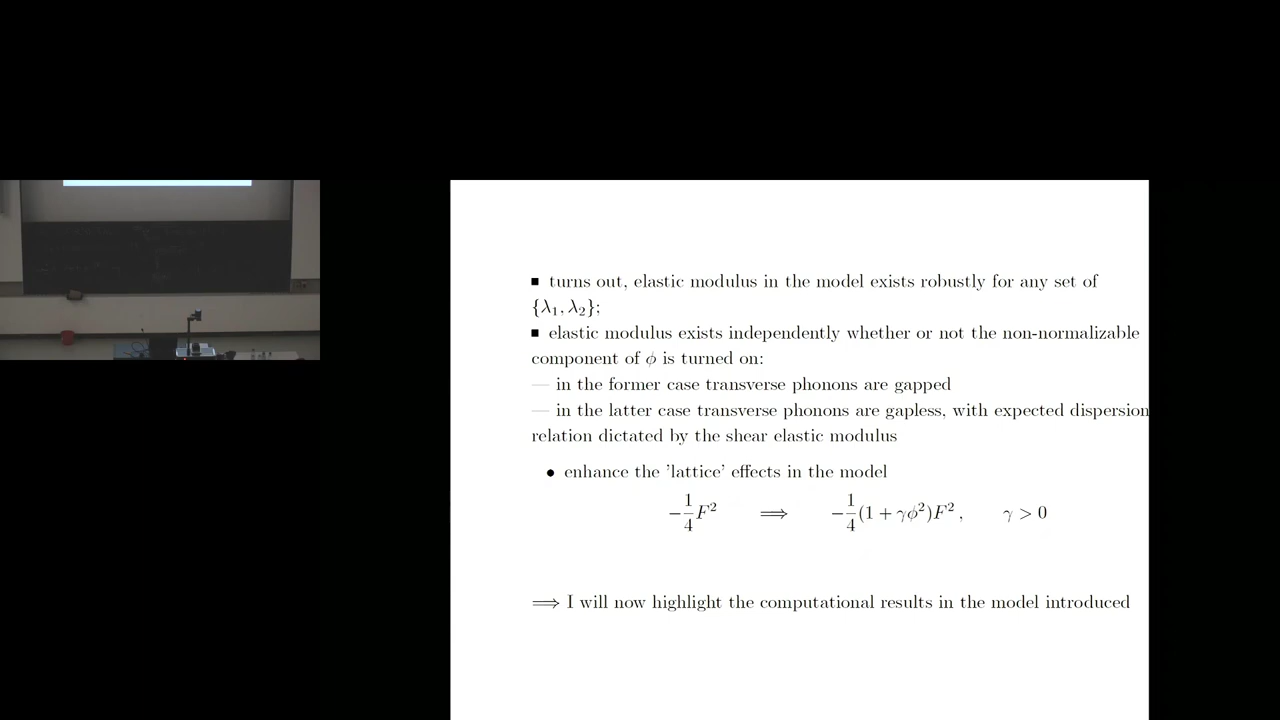 ▪ turns out, elastic modulus in the model exists robustly for any set of
{λ₁, λ₂};
▪ elastic modulus exists independently whether or not the non-normalizable
component of ϕ is turned on:
— in the former case transverse phonons are gapped
— in the latter case transverse phonons are gapless, with expected dispersion
relation dictated by the shear elastic modulus
• enhance the 'lattice' effects in the model
−1/4 F² ⟹ −1/4 (1 + γϕ²)F² , γ > 0
⟹ I will now highlight the computational results in the model introduced